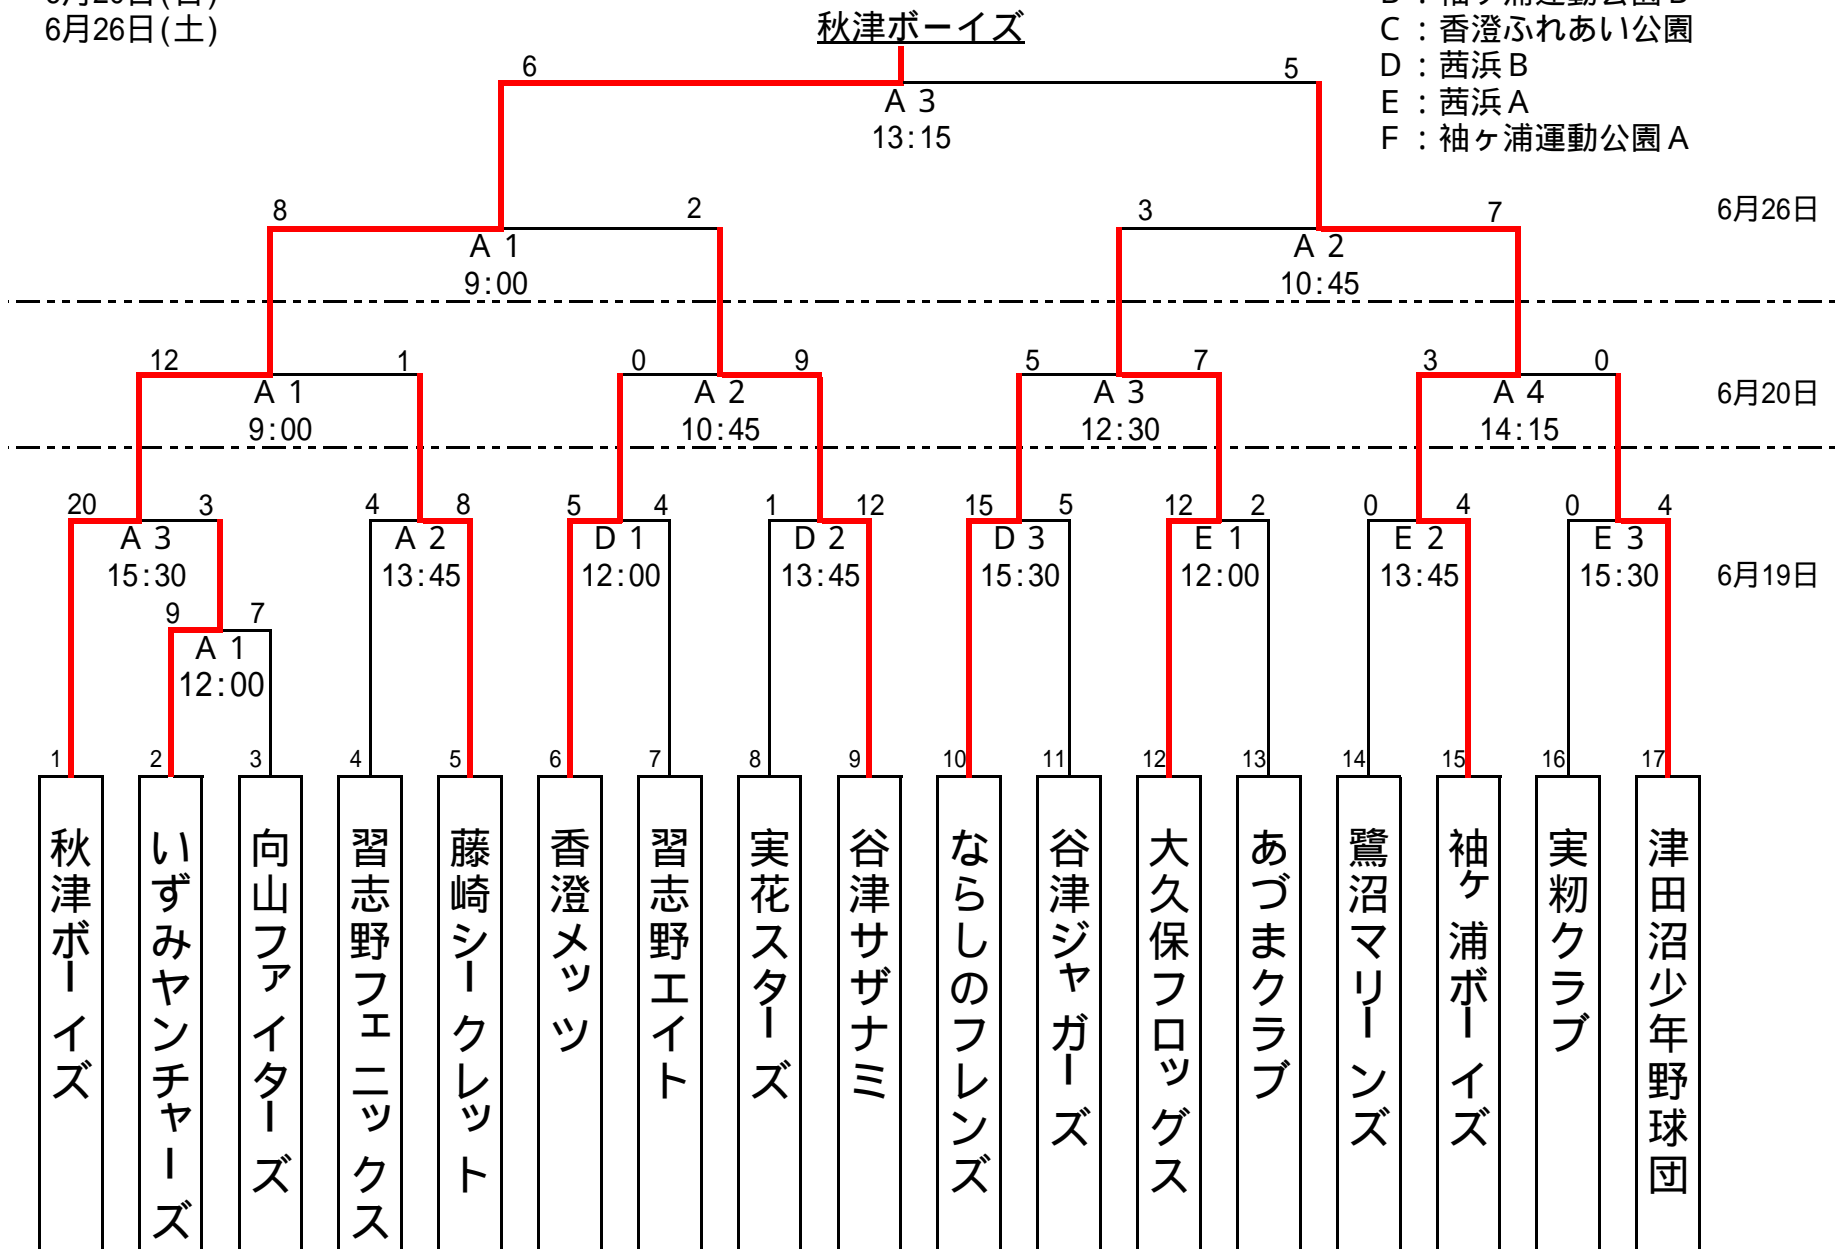 6月26日(土)
秋津ボーイズ
C：香澄ふれあい公園
D：茜浜B
E：茜浜A
F：袖ヶ浦運動公園A
6 5
A 3
13:15
8 2 3 7 6月26日
A 1 A 2
9:00 10:45
12 1 0 9 5 7 3 0
A 1 A 2 A 3 A 4 6月20日
9:00 10:45 12:30 14:15
20 3 4 8 5 4 1 12 15 5 12 2 0 4 0 4
A 3 A 2 D 1 D 2 D 3 E 1 E 2 E 3
15:30 13:45 12:00 13:45 15:30 12:00 13:45 15:30 6月19日
9 7
A 1
12:00
1 2 3 4 5 6 7 8 9 10 11 12 13 14 15 16 17
秋津ボーイズ
いずみヤンチャーズ
向山ファイターズ
習志野フェニックス
藤崎シークレット
香澄メッツ
習志野エイト
実花スターズ
谷津サザナミ
ならしのフレンズ
谷津ジャガーズ
大久保フロッグス
あづまクラブ
鷺沼マリーンズ
袖ヶ浦ボーイズ
実籾クラブ
津田沼少年野球団